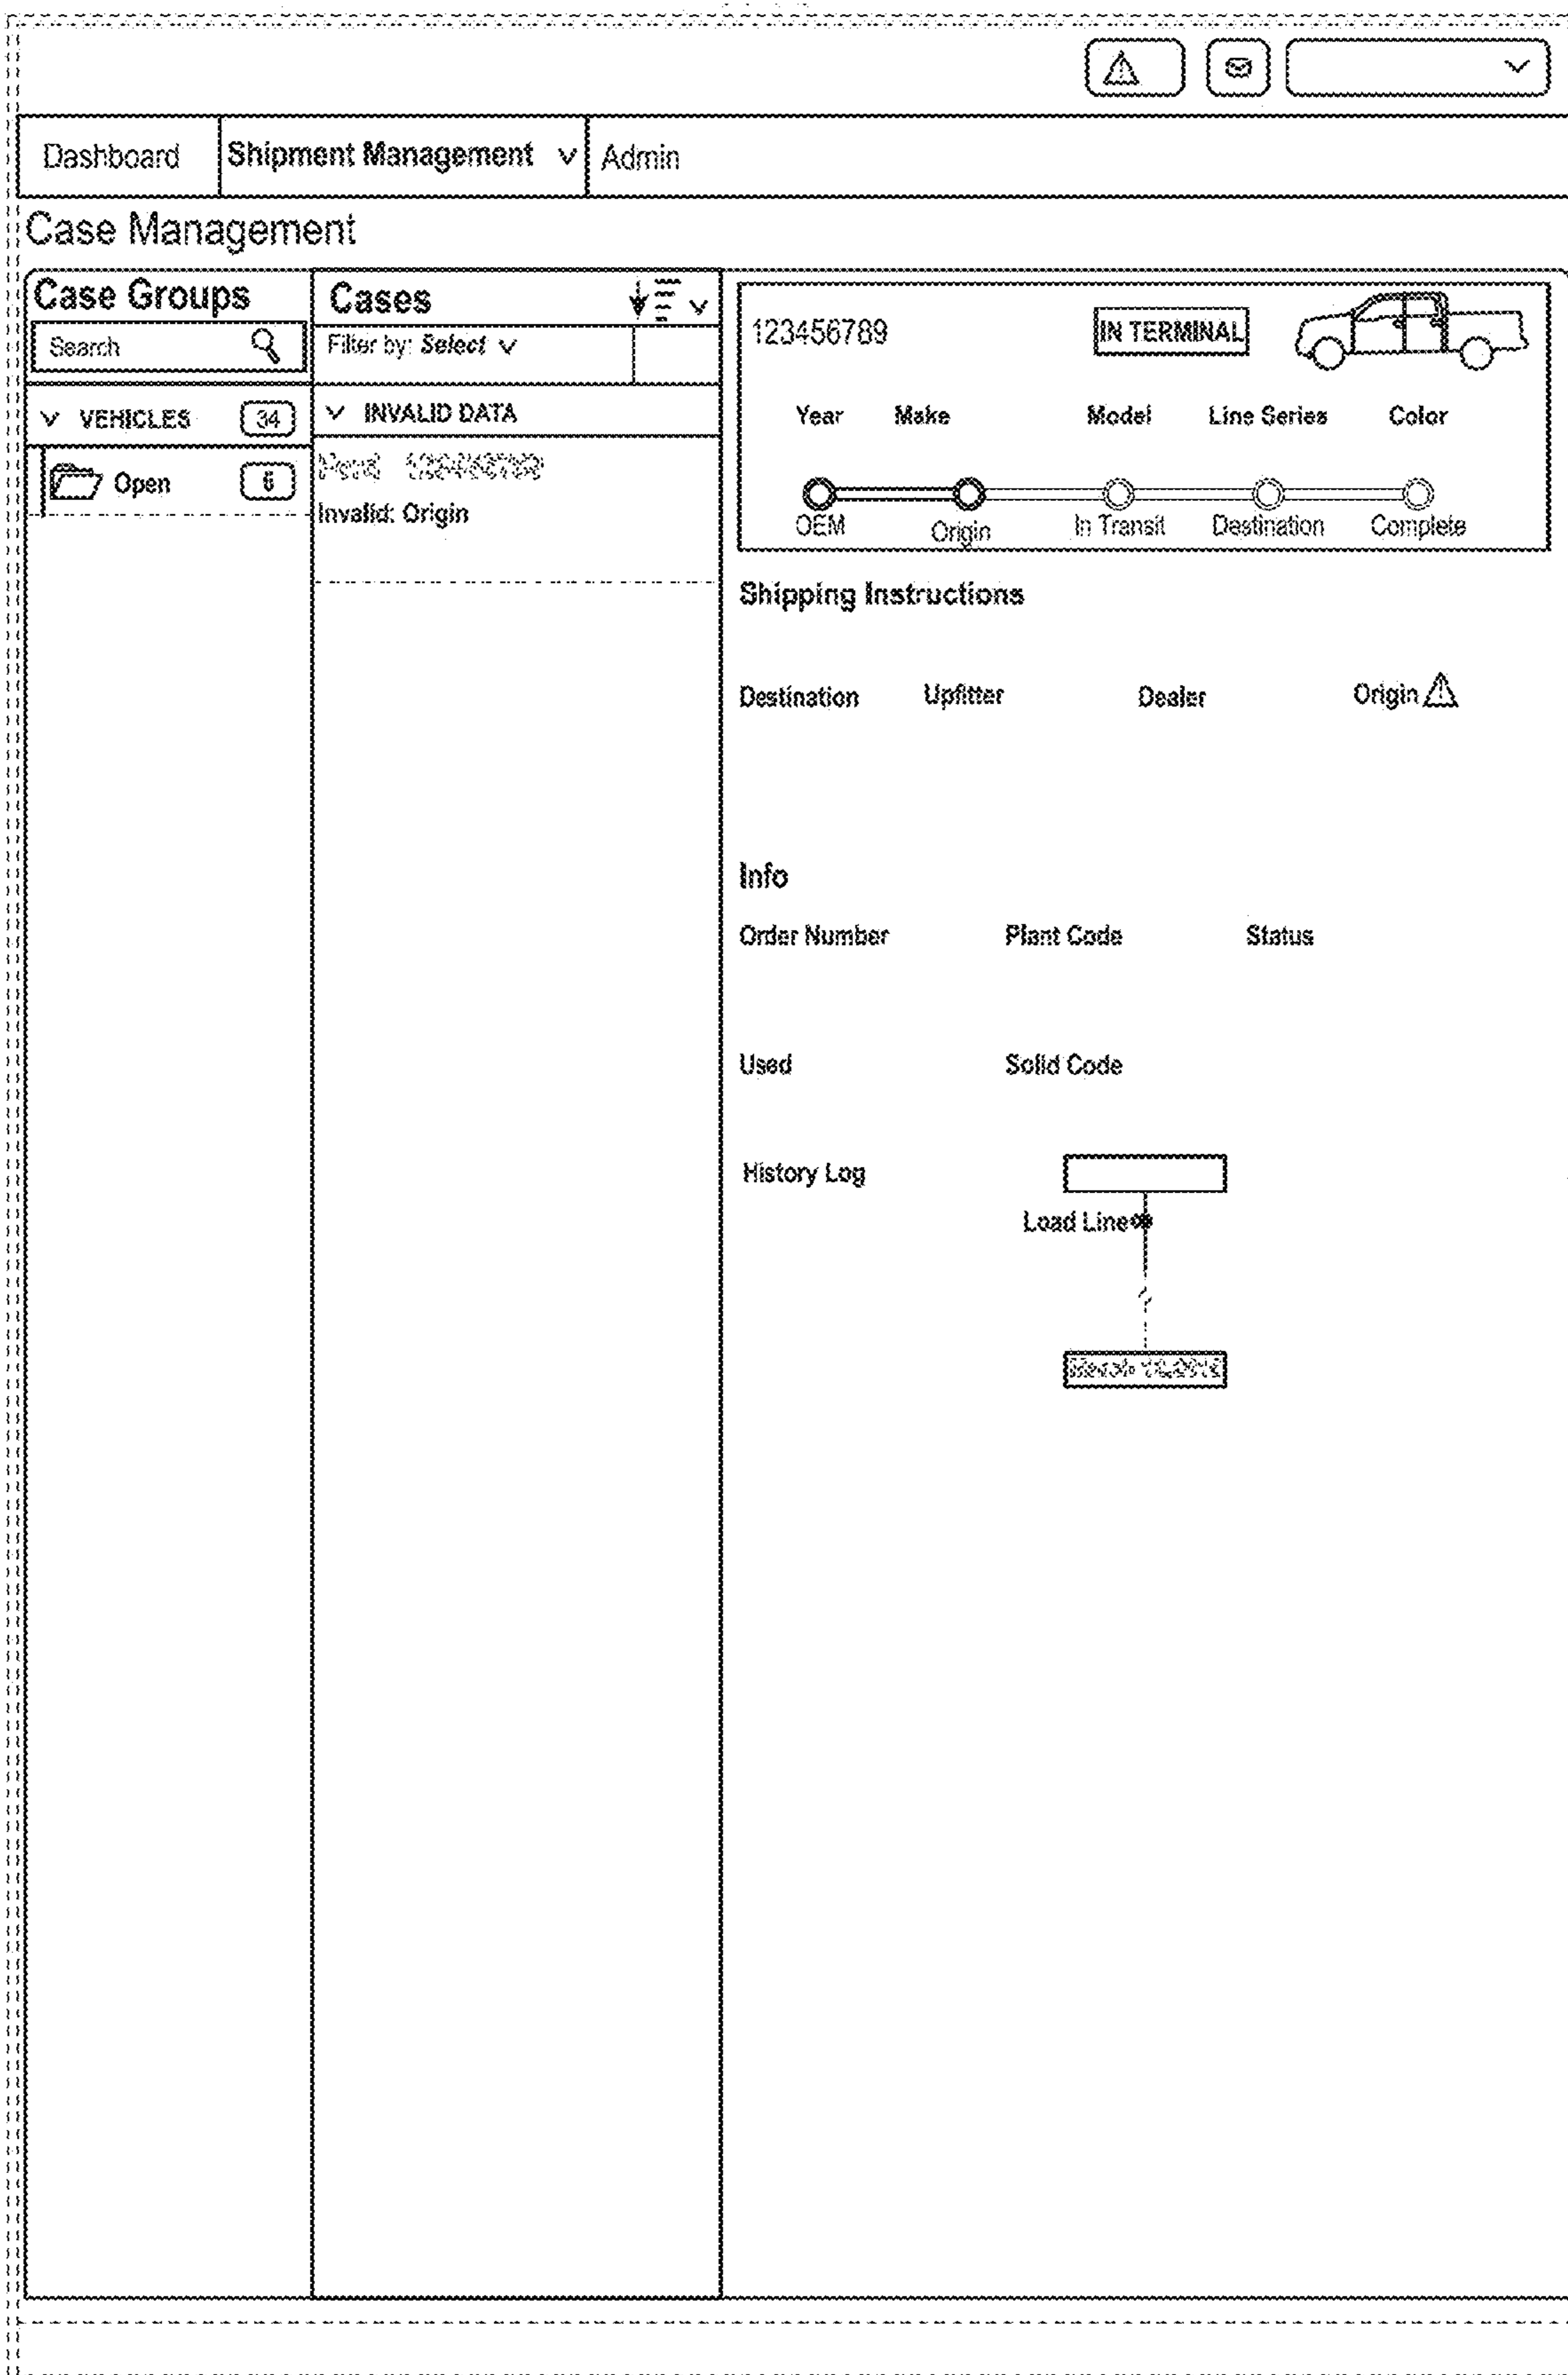 Dashboard Shipment Management Admin
Case Management
Case Groups
Search
VEHICLES 34
Open 6
Cases
Filter by: Select
INVALID DATA
123456789
Invalid: Origin
123456789 IN TERMINAL
Year Make Model Line Series Color
OEM Origin In Transit Destination Complete
Shipping Instructions
Destination Upfitter Dealer Origin
Info
Order Number Plant Code Status
Used Solid Code
History Log
Load Line